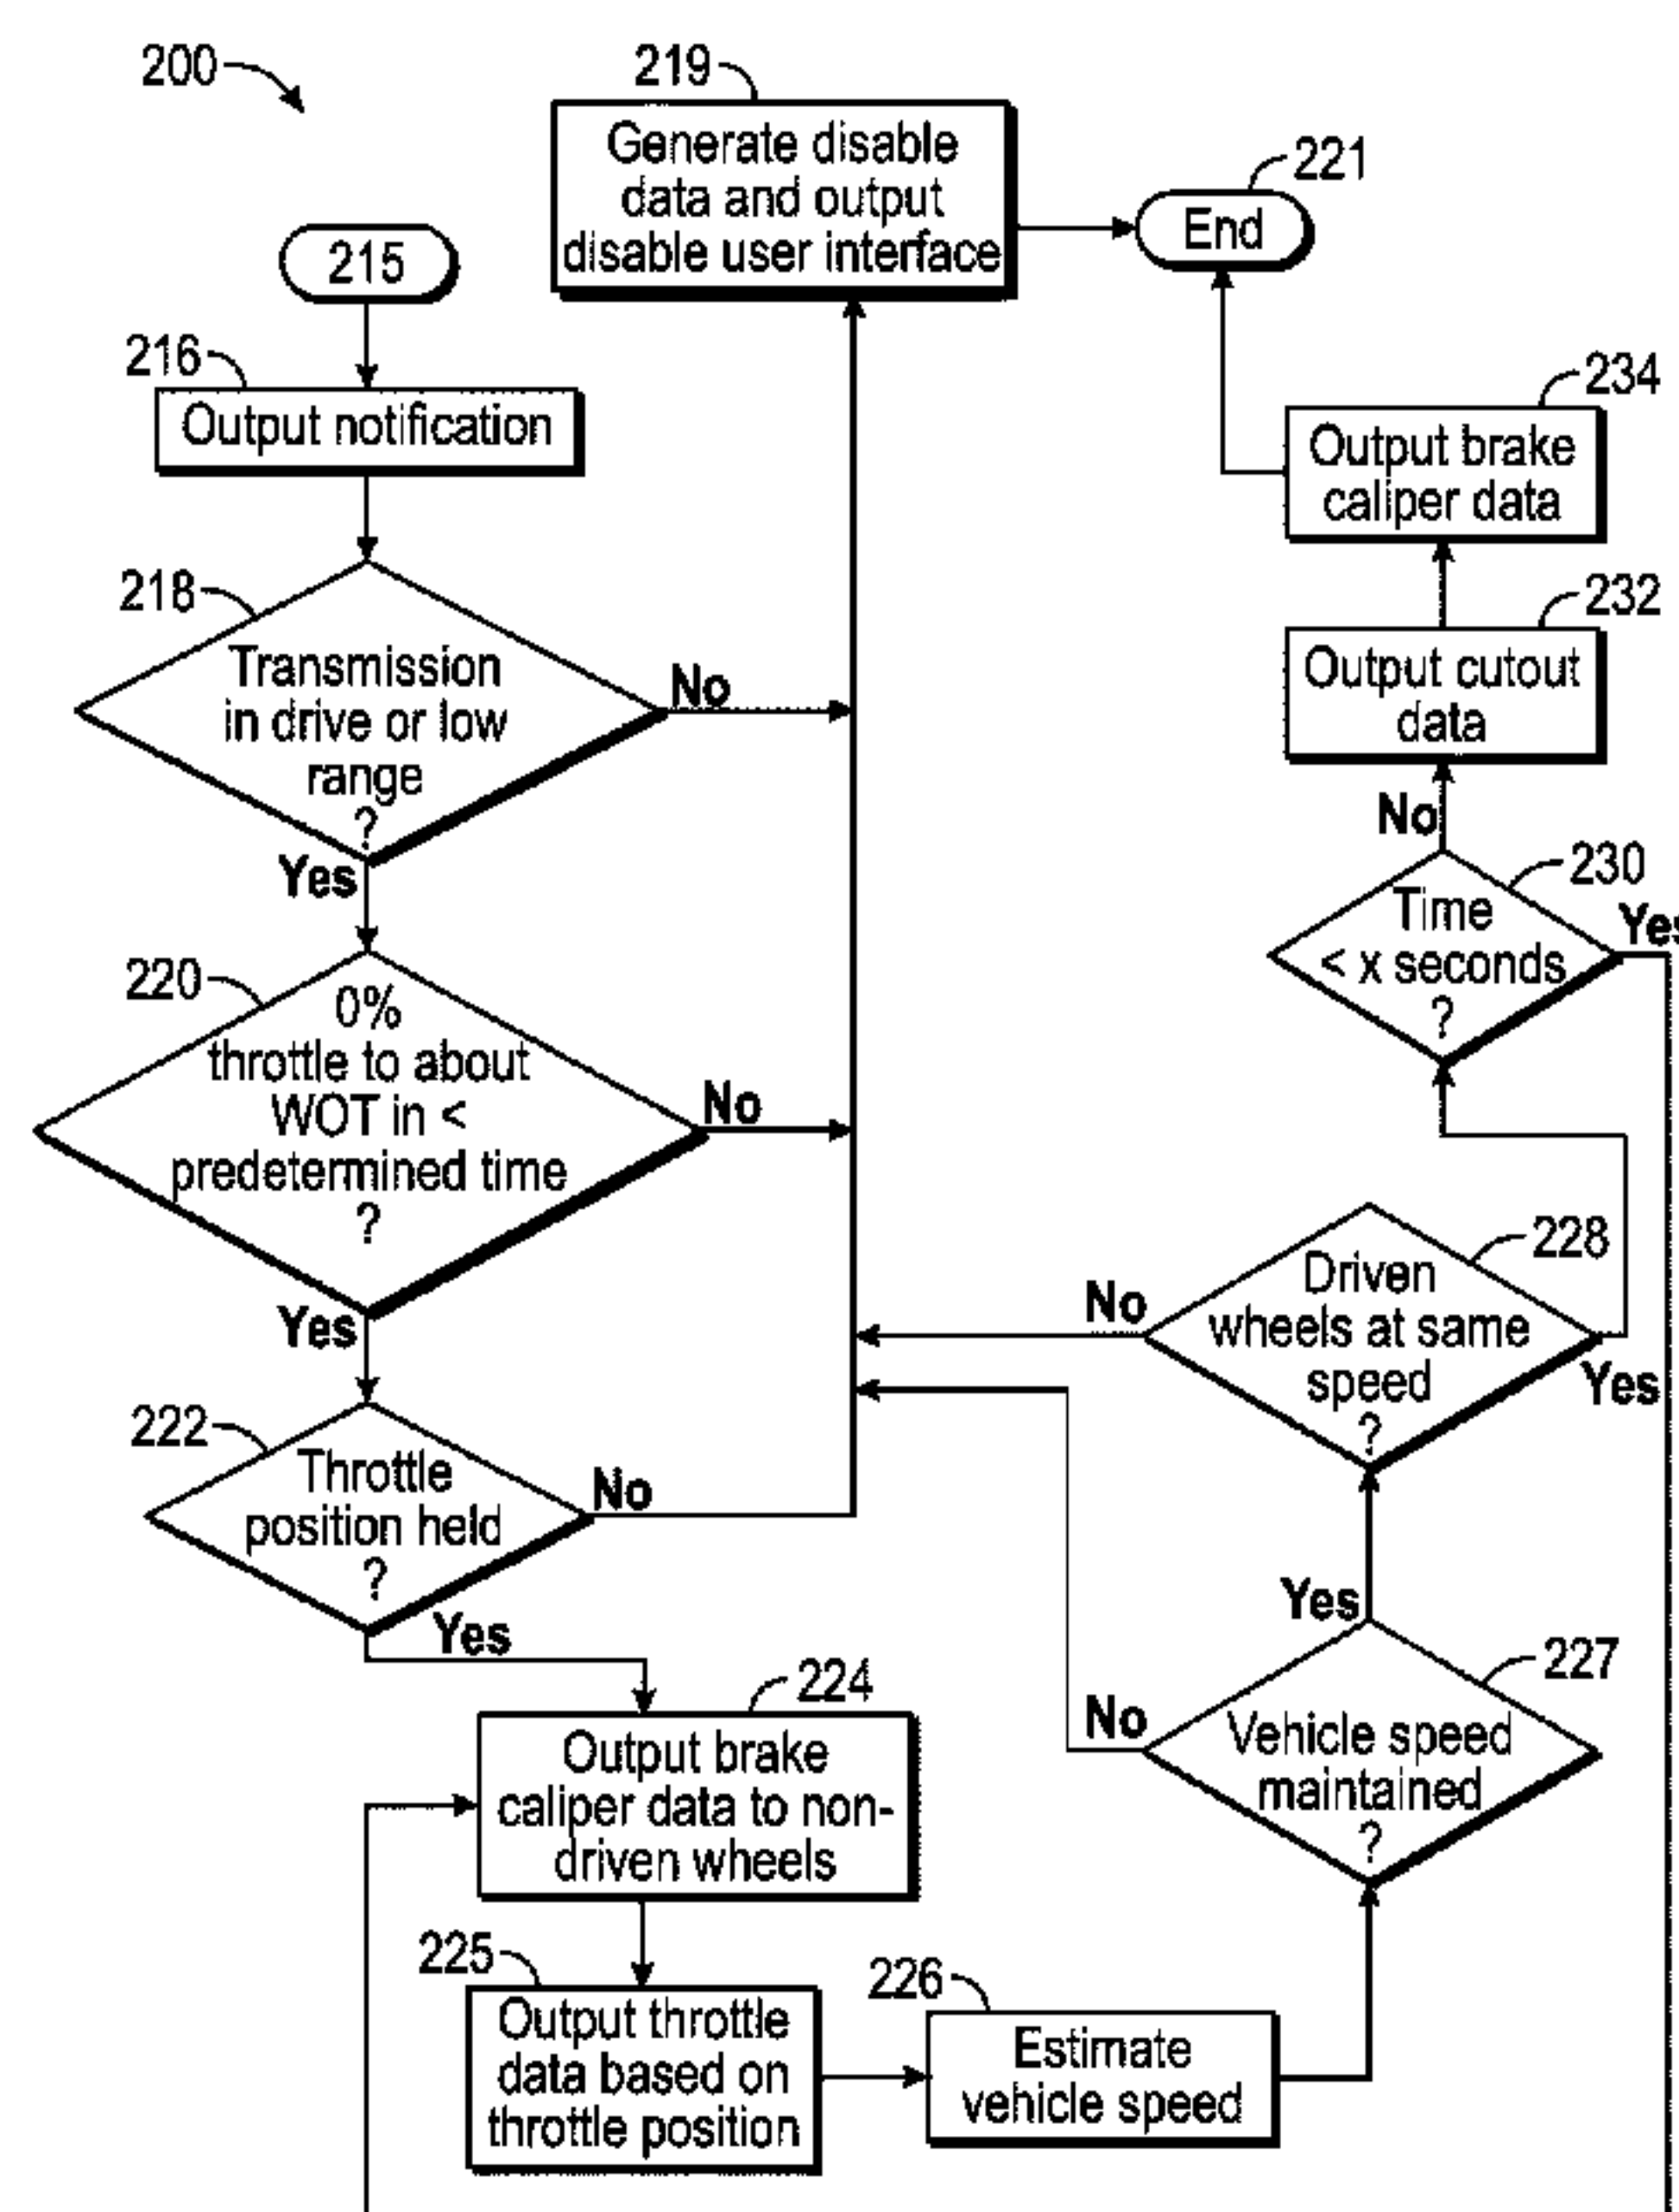 200
219
Generate disable
data and output
disable user interface
221
End
215
216
Output notification
218
Transmission
in drive or low
range
?
No
Yes
220
0%
throttle to about
WOT in <
predetermined time
?
No
Yes
222
Throttle
position held
?
No
Yes
224
Output brake
caliper data to non-
driven wheels
225
Output throttle
data based on
throttle position
226
Estimate
vehicle speed
227
Vehicle speed
maintained
?
No
Yes
228
Driven
wheels at same
speed
?
No
Yes
230
Time
< x seconds
?
Yes
No
232
Output cutout
data
234
Output brake
caliper data